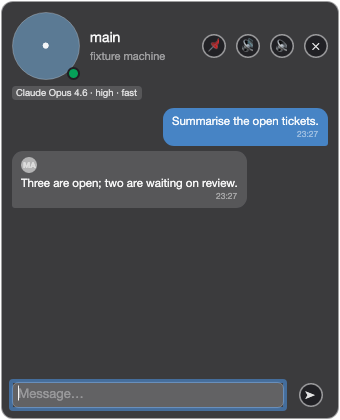 main
fixture machine
Claude Opus 4.6 · high · fast
Summarise the open tickets.
23:27
MA
Three are open; two are waiting on review.
23:27
Message…